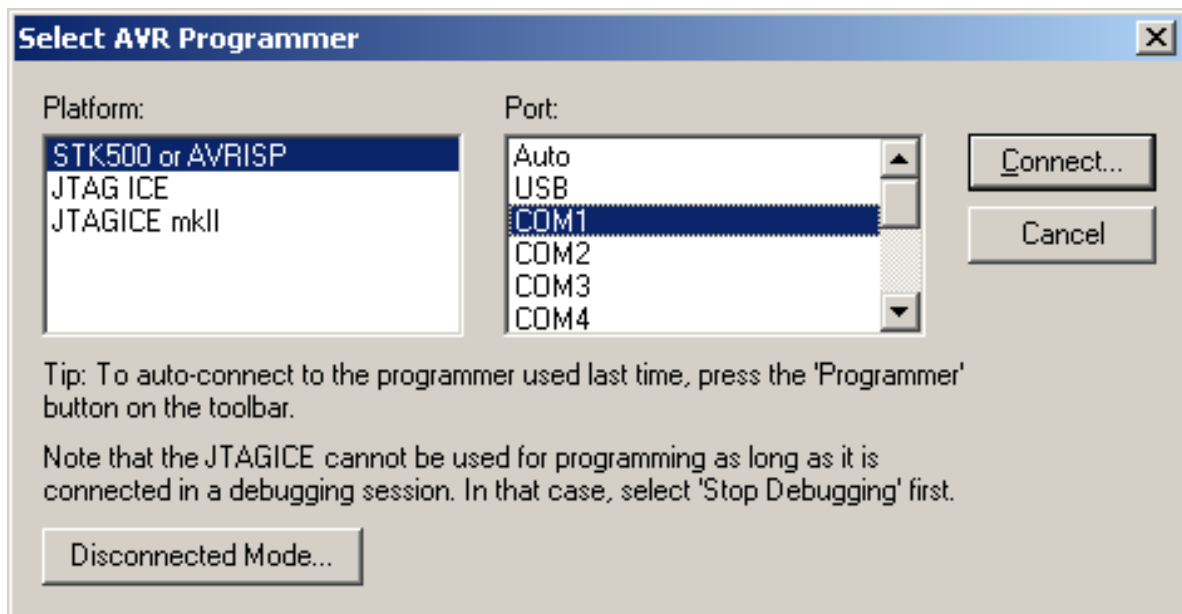 Select AVR Programmer
Platform:
STK500 or AVRISP
JTAG ICE
JTAGICE mkII
Port:
Auto
USB
COM1
COM2
COM3
COM4
Connect...
Cancel
Tip: To auto-connect to the programmer used last time, press the 'Programmer'
button on the toolbar.
Note that the JTAGICE cannot be used for programming as long as it is
connected in a debugging session. In that case, select 'Stop Debugging' first.
Disconnected Mode...